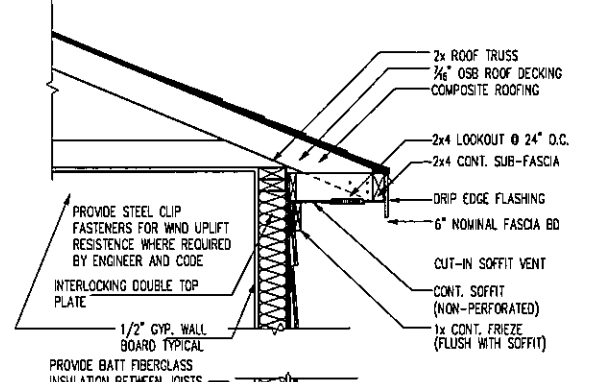 2x ROOF TRUSS
7/16" OSB ROOF DECKING
COMPOSITE ROOFING
2x4 LOOKOUT @ 24" O.C.
2x4 CONT. SUB-FASCIA
DRIP EDGE FLASHING
6" NOMINAL FASCIA BD
CUT-IN SOFFIT VENT
CONT. SOFFIT
(NON-PERFORATED)
1x CONT. FRIEZE
(FLUSH WITH SOFFIT)
PROVIDE STEEL CLIP
FASTENERS FOR WIND UPLIFT
RESISTENCE WHERE REQUIRED
BY ENGINEER AND CODE
INTERLOCKING DOUBLE TOP
PLATE
1/2" GYP. WALL
BOARD TYPICAL
PROVIDE BATT FIBERGLASS
INSULATION BETWEEN JOISTS